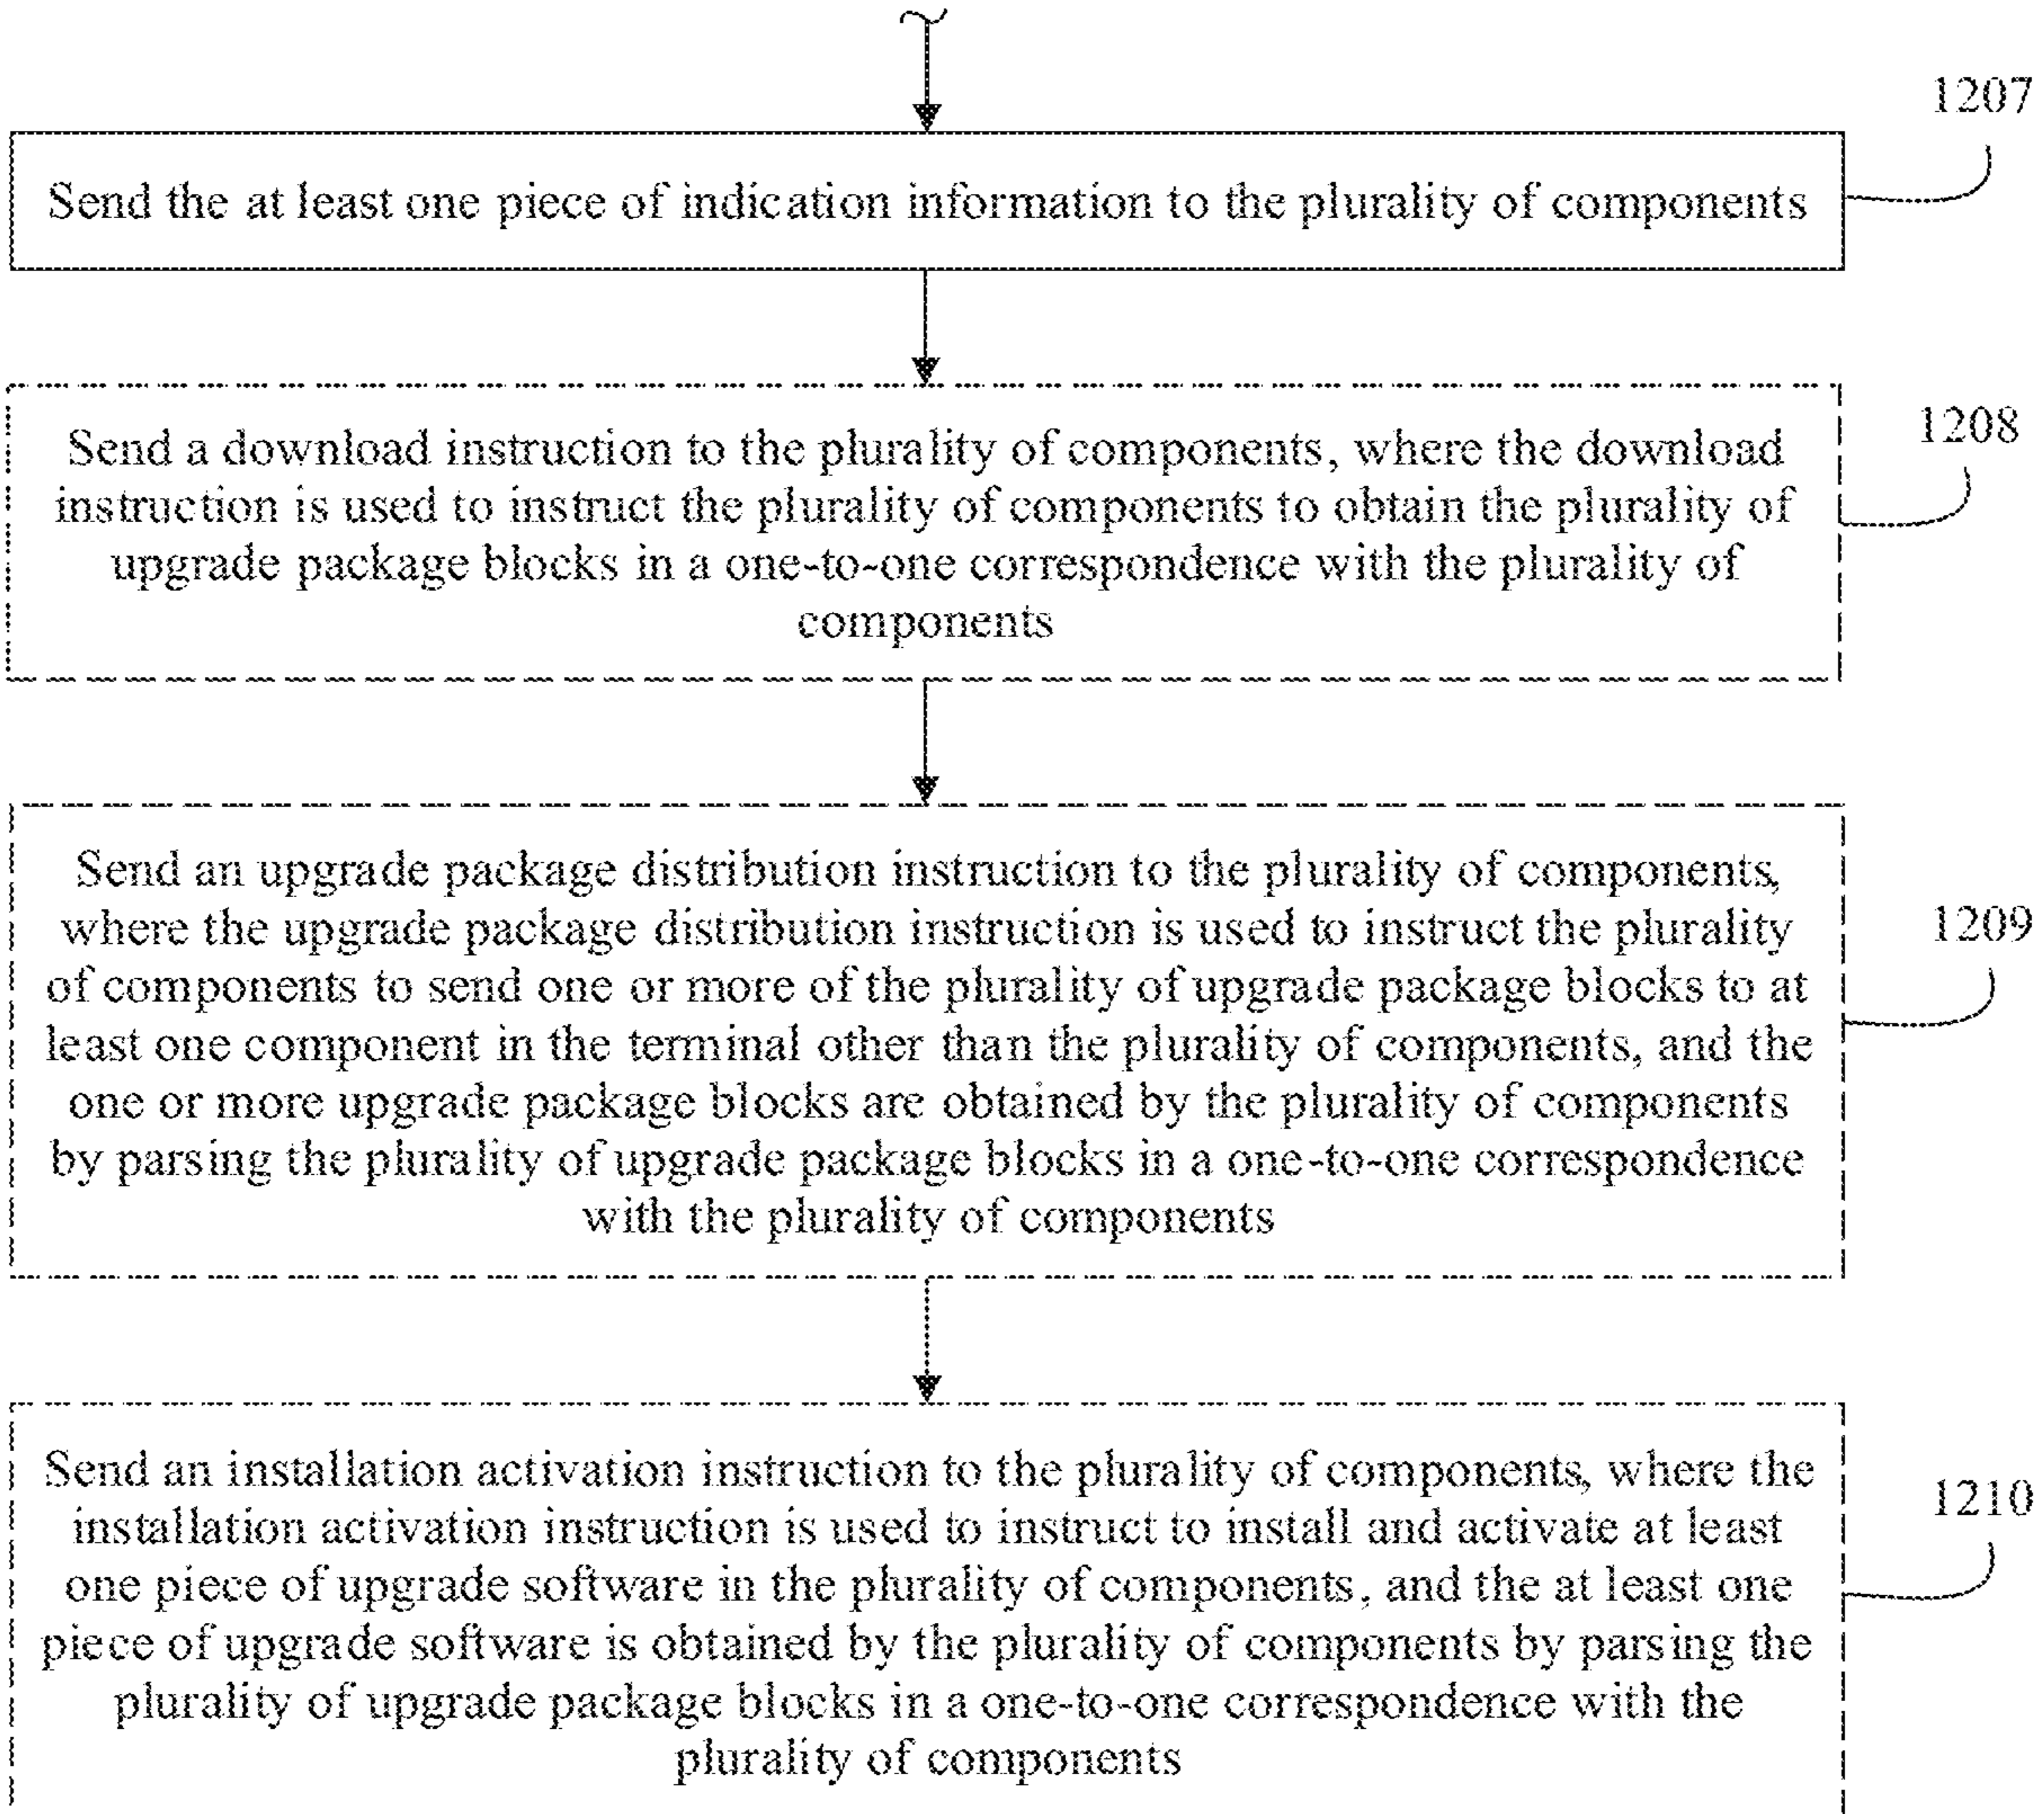 1207
Send the at least one piece of indication information to the plurality of components
1208
Send a download instruction to the plurality of components, where the download
instruction is used to instruct the plurality of components to obtain the plurality of
upgrade package blocks in a one-to-one correspondence with the plurality of
components
Send an upgrade package distribution instruction to the plurality of components,
where the upgrade package distribution instruction is used to instruct the plurality
of components to send one or more of the plurality of upgrade package blocks to at
least one component in the terminal other than the plurality of components, and the
one or more upgrade package blocks are obtained by the plurality of components
by parsing the plurality of upgrade package blocks in a one-to-one correspondence
with the plurality of components
1209
Send an installation activation instruction to the plurality of components, where the
installation activation instruction is used to instruct to install and activate at least
one piece of upgrade software in the plurality of components, and the at least one
piece of upgrade software is obtained by the plurality of components by parsing the
plurality of upgrade package blocks in a one-to-one correspondence with the
plurality of components
1210